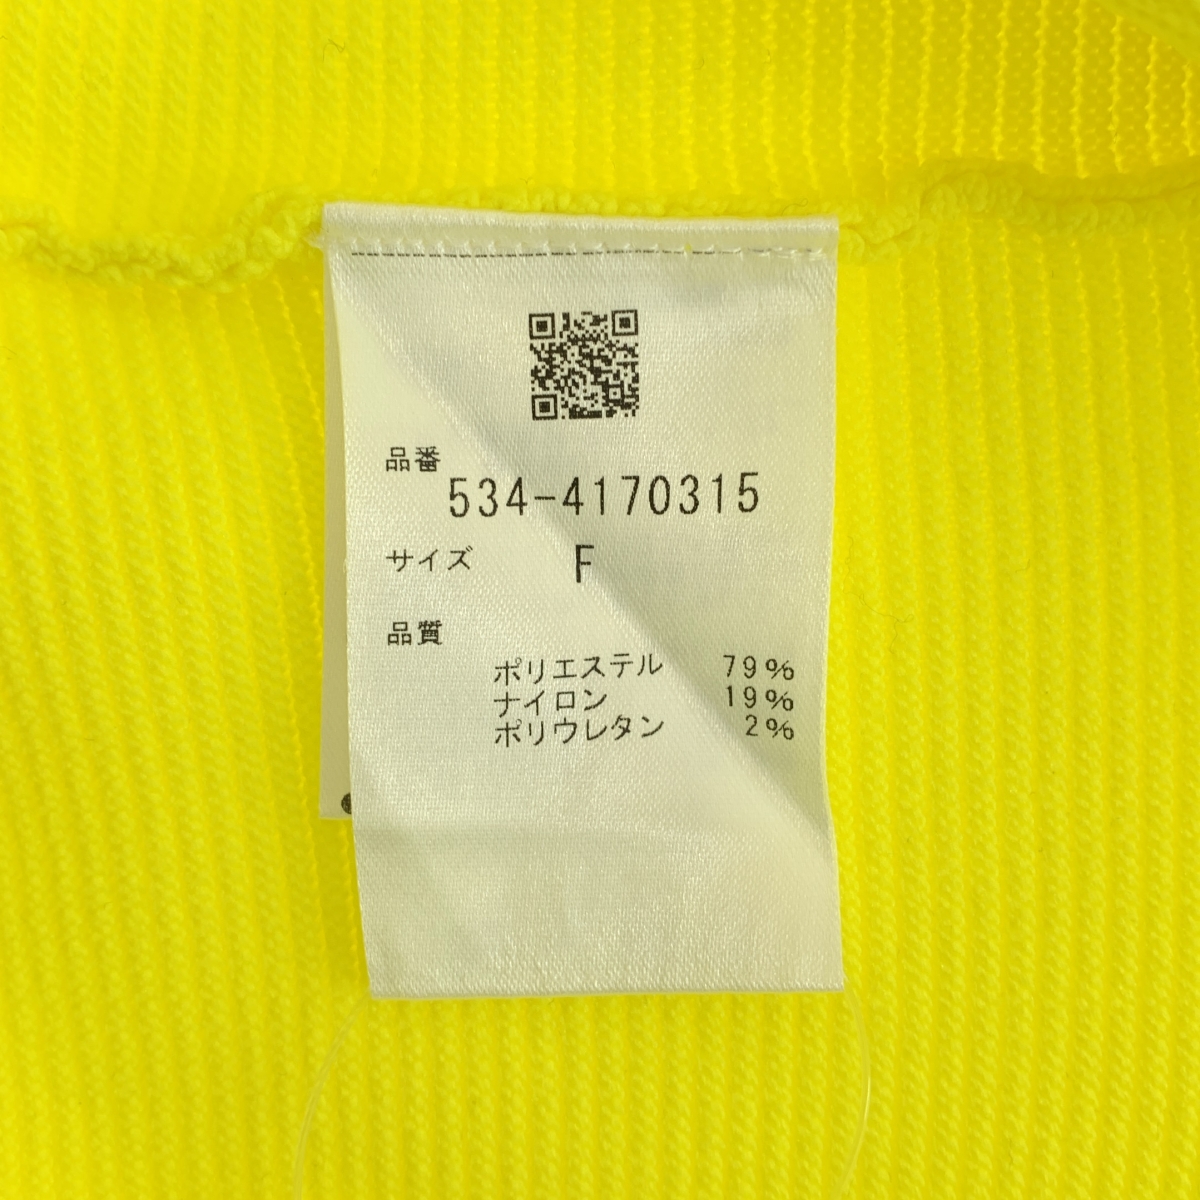 品番
534-4170315
サイズ F
品質
ポリエステル 79%
ナイロン 19%
ポリウレタン 2%